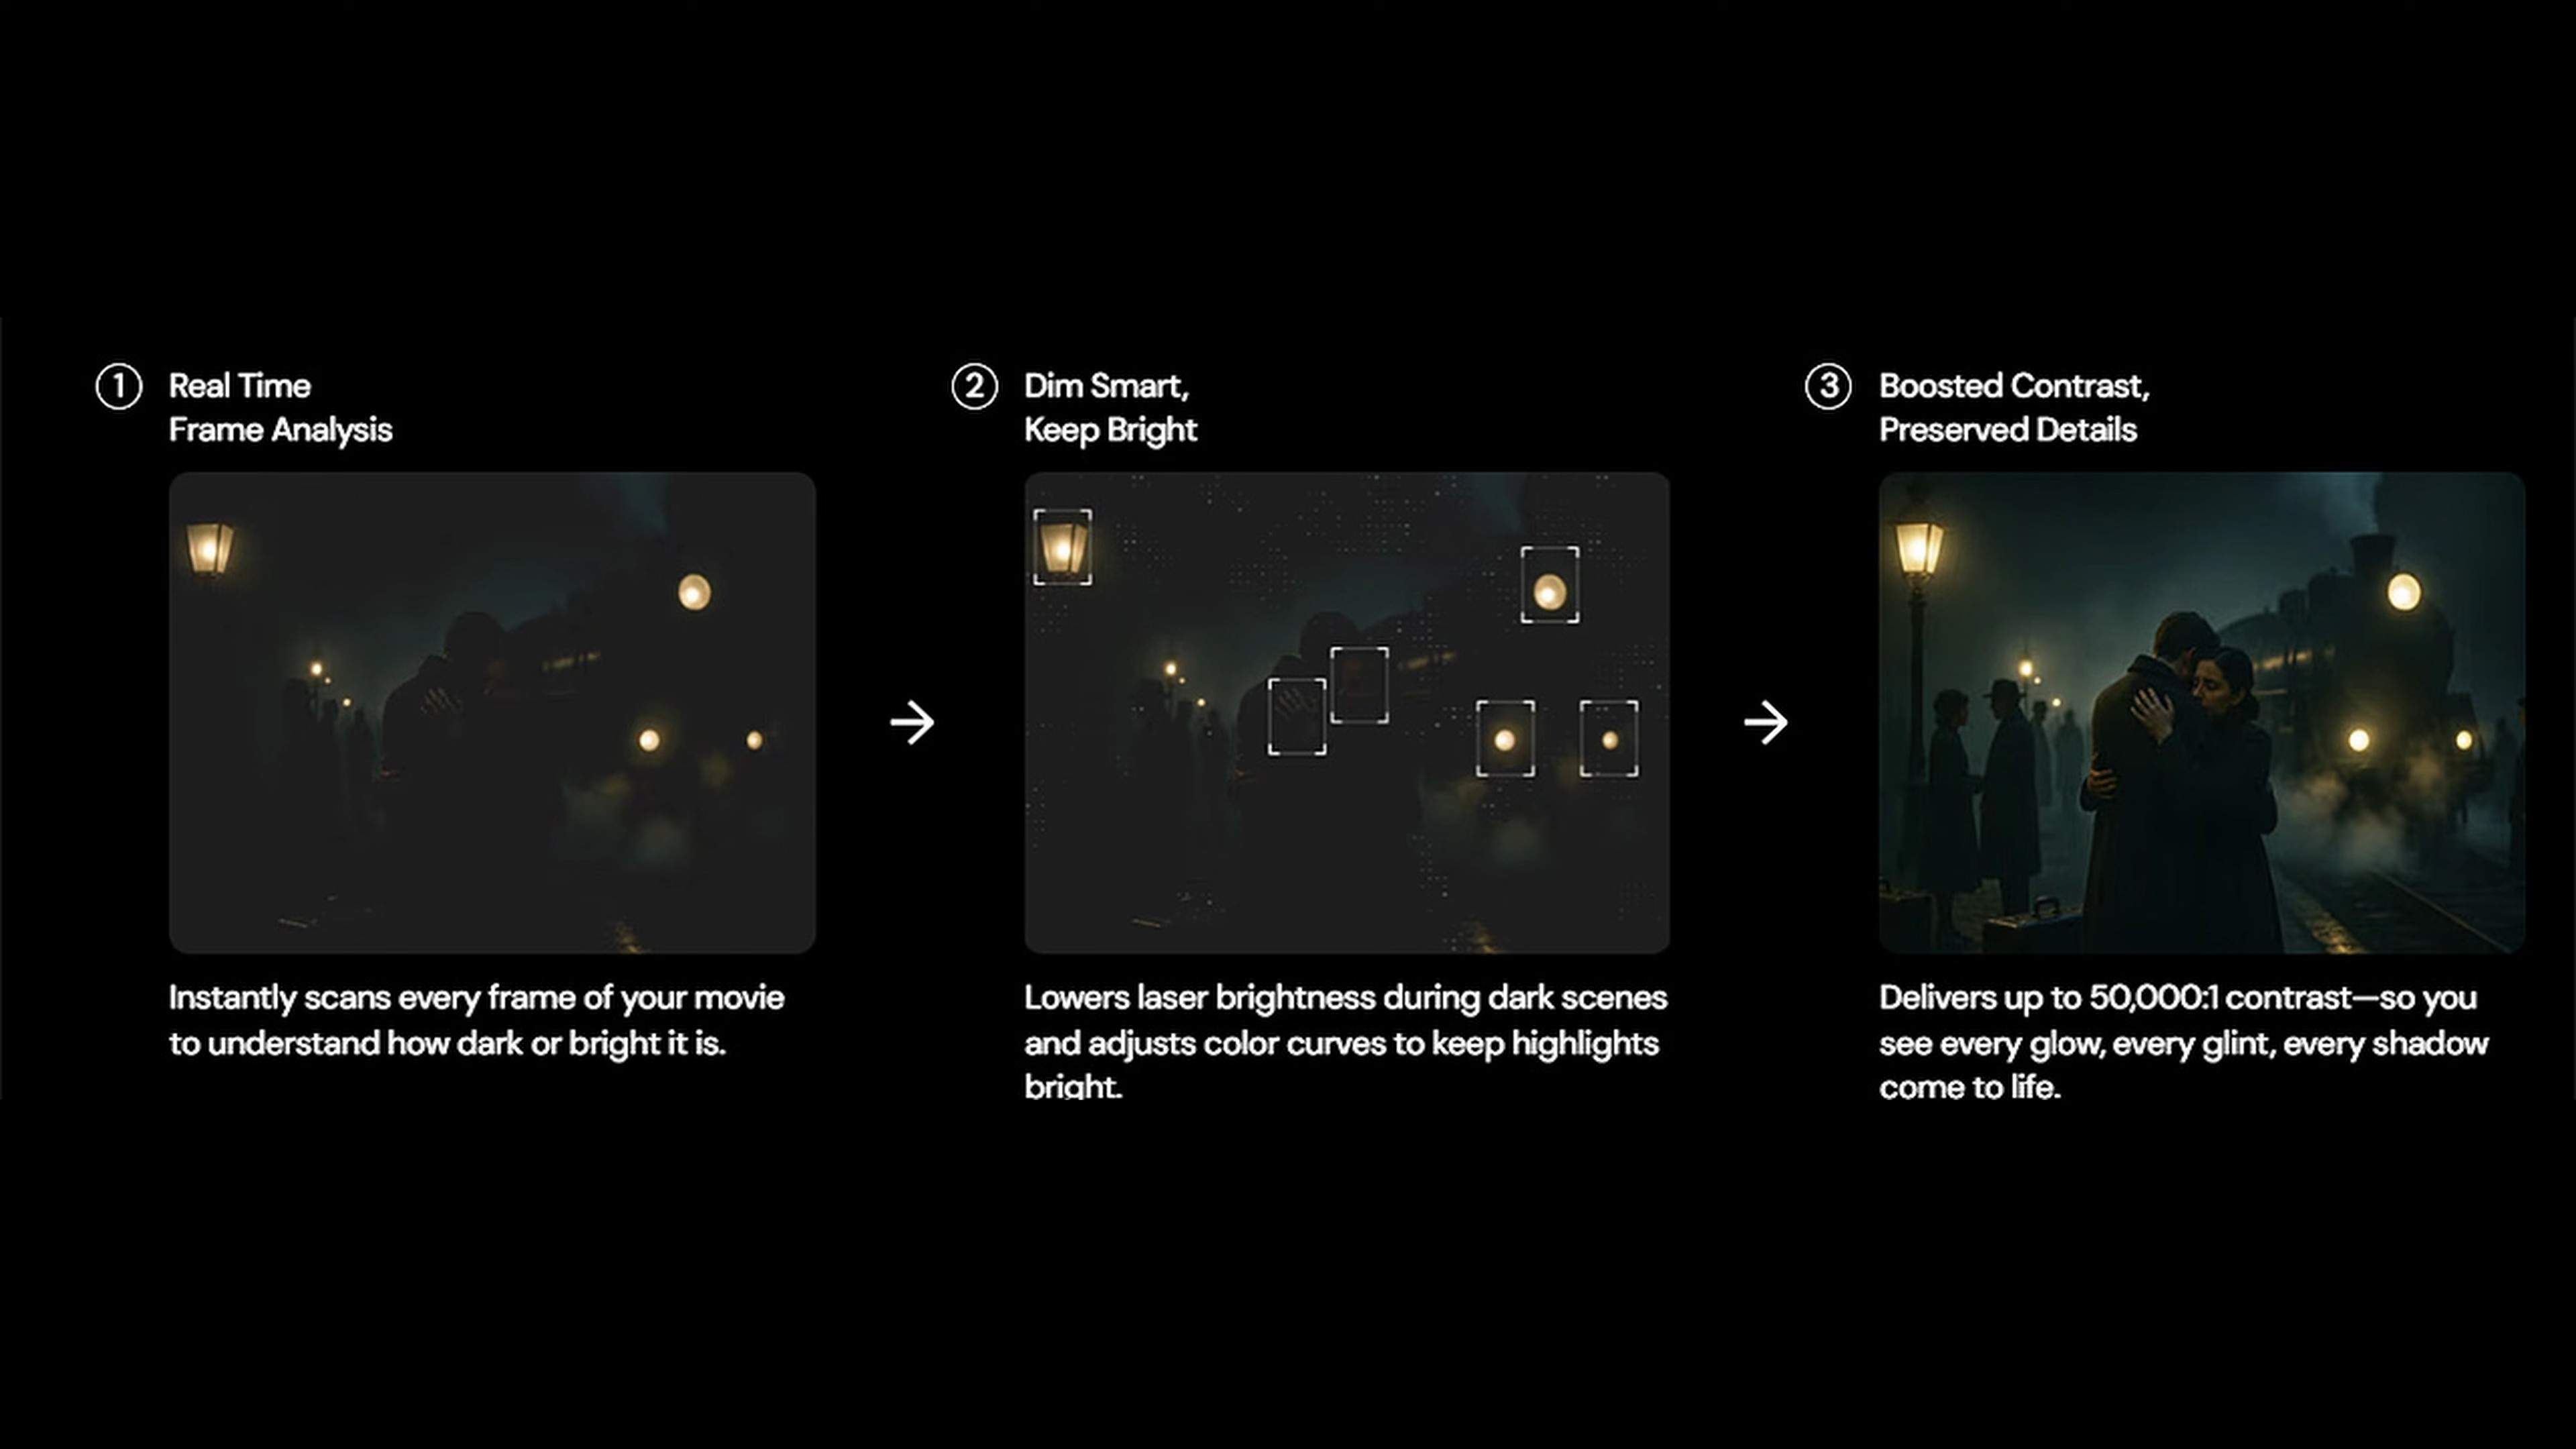 1
Real Time
Frame Analysis
Instantly scans every frame of your movie
to understand how dark or bright it is.
2
Dim Smart,
Keep Bright
Lowers laser brightness during dark scenes
and adjusts color curves to keep highlights
bright.
3
Boosted Contrast,
Preserved Details
Delivers up to 50,000:1 contrast—so you
see every glow, every glint, every shadow
come to life.